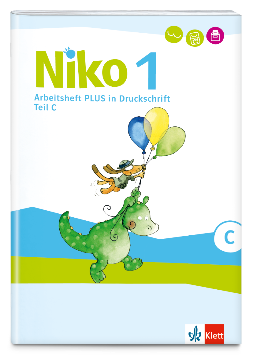 Niko 1
Arbeitsheft PLUS in Druckschrift
Teil C
C
Klett